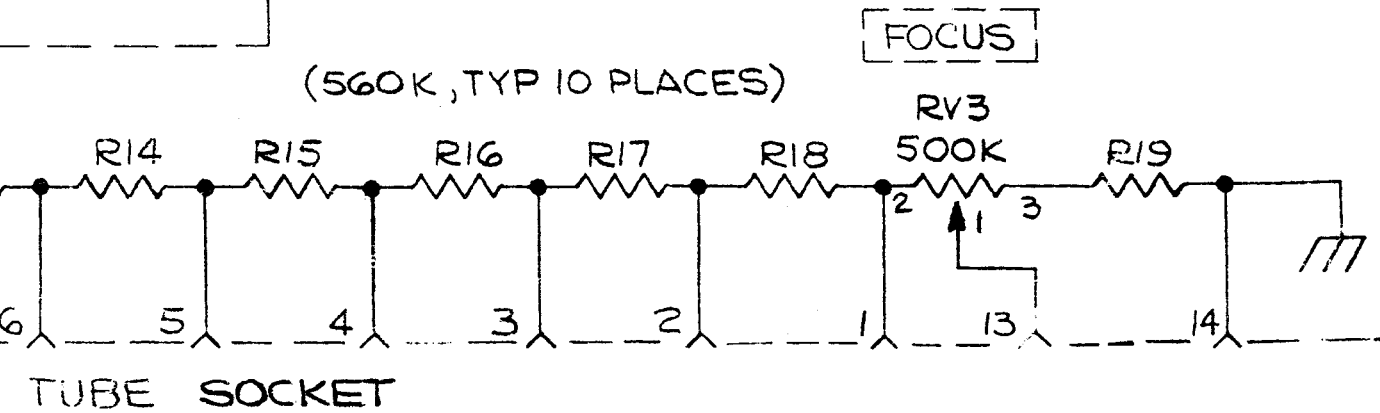 FOCUS
(560K, TYP 10 PLACES)
RV3
R14 R15 R16 R17 R18 500K R19
2 1 3
6 5 4 3 2 1 13 14
TUBE SOCKET